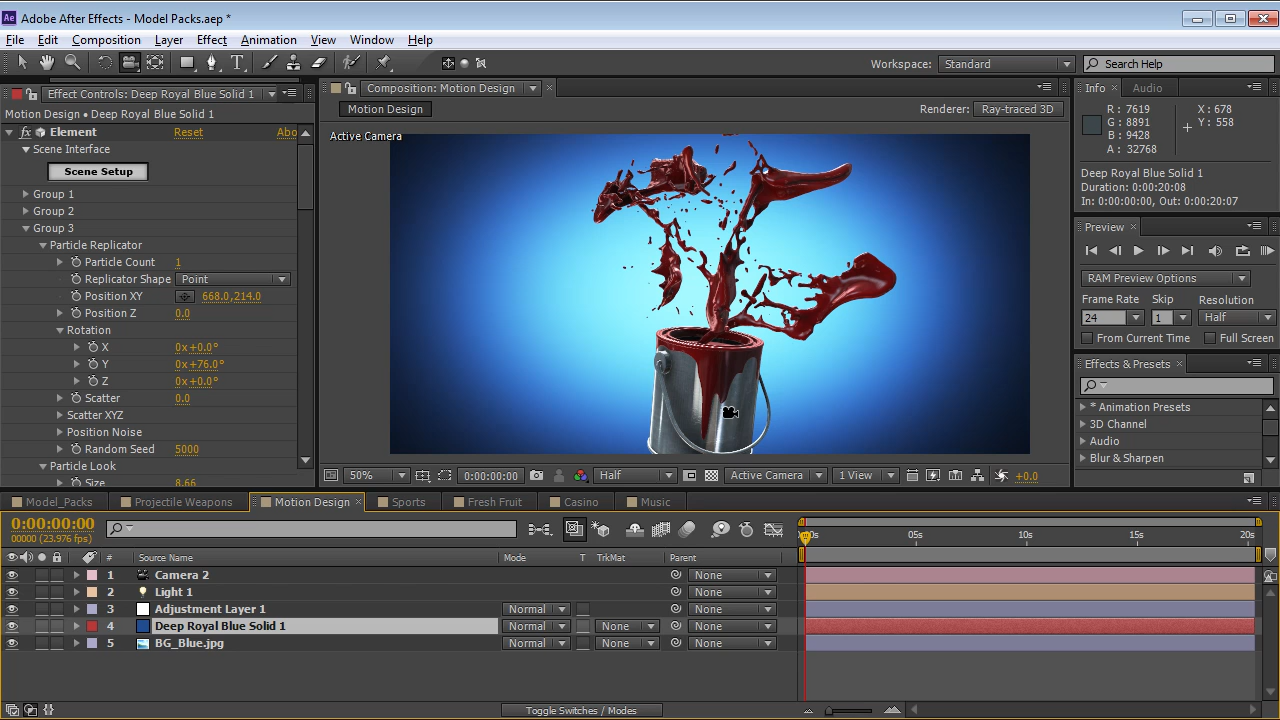 Adobe After Effects - Model Packs.aep *
File Edit Composition Layer Effect Animation View Window Help
Workspace: Standard Search Help
Effect Controls: Deep Royal Blue Solid 1
Motion Design • Deep Royal Blue Solid 1
fx Element Reset Abo
Scene Interface
Scene Setup
Group 1
Group 2
Group 3
Particle Replicator
Particle Count 1
Replicator Shape Point
Position XY 668.0,214.0
Position Z 0.0
Rotation
X 0x+0.0°
Y 0x+76.0°
Z 0x+0.0°
Scatter 0.0
Scatter XYZ
Position Noise
Random Seed 5000
Particle Look
Size 8.66
Composition: Motion Design
Motion Design
Renderer: Ray-traced 3D
Active Camera
50% 0:00:00:00 Half Active Camera 1 View +0.0
Info Audio
R: 7619 X: 678
G: 8891 Y: 558
B: 9428
A: 32768
Deep Royal Blue Solid 1
Duration: 0:00:20:08
In: 0:00:00:00, Out: 0:00:20:07
Preview
RAM Preview Options
Frame Rate Skip Resolution
24 1 Half
From Current Time Full Screen
Effects & Presets
* Animation Presets
3D Channel
Audio
Blur & Sharpen
Model_Packs Projectile Weapons Motion Design Sports Fresh Fruit Casino Music
0:00:00:00
00000 (23.976 fps)
05s 10s 15s 20s
# Source Name Mode T TrkMat Parent
1 Camera 2 None
2 Light 1 None
3 Adjustment Layer 1 Normal None
4 Deep Royal Blue Solid 1 Normal None None
5 BG_Blue.jpg Normal None None
Toggle Switches / Modes